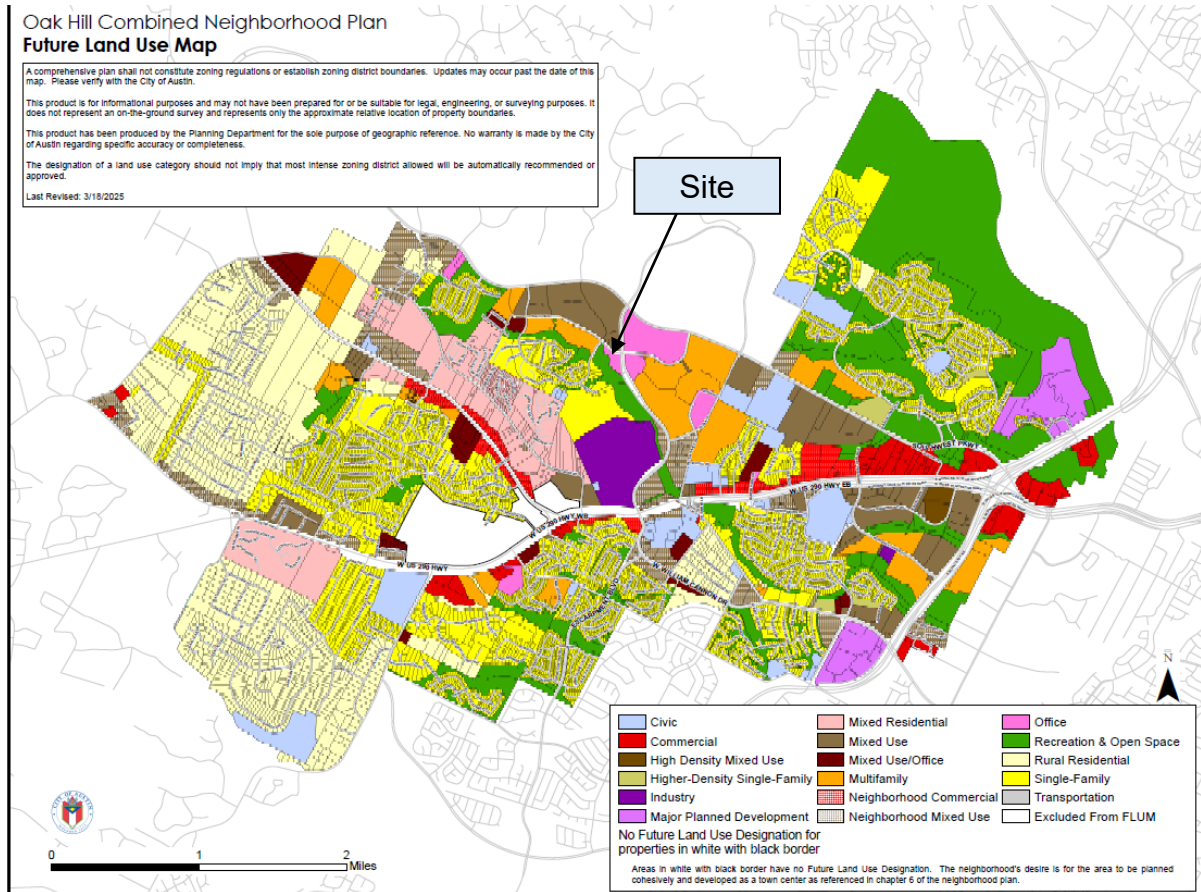 Oak Hill Combined Neighborhood Plan
Future Land Use Map
A comprehensive plan shall not constitute zoning regulations or establish zoning district boundaries. Updates may occur past the date of this
map. Please verify with the City of Austin.
This product is for informational purposes and may not have been prepared for or be suitable for legal, engineering, or surveying purposes. It
does not represent an on-the-ground survey and represents only the approximate relative location of property boundaries.
This product has been produced by the Planning Department for the sole purpose of geographic reference. No warranty is made by the City
of Austin regarding specific accuracy or completeness.
The designation of a land use category should not imply that most intense zoning district allowed will be automatically recommended or
approved.
Last Revised: 3/18/2025
Site
SOUTHWEST PKWY
W US 290 HWY EB
W US 290 HWY WB
W US 290 HWY
W WILLIAM CANNON DR
ESCARPMENT BLVD
N
Civic
Commercial
High Density Mixed Use
Higher-Density Single-Family
Industry
Major Planned Development
Mixed Residential
Mixed Use
Mixed Use/Office
Multifamily
Neighborhood Commercial
Neighborhood Mixed Use
Office
Recreation & Open Space
Rural Residential
Single-Family
Transportation
Excluded From FLUM
No Future Land Use Designation for
properties in white with black border
Areas in white with black border have no Future Land Use Designation. The neighborhood's desire is for the area to be planned
cohesively and developed as a town center as referenced in chapter 6 of the neighborhood plan.
0 1 2
Miles